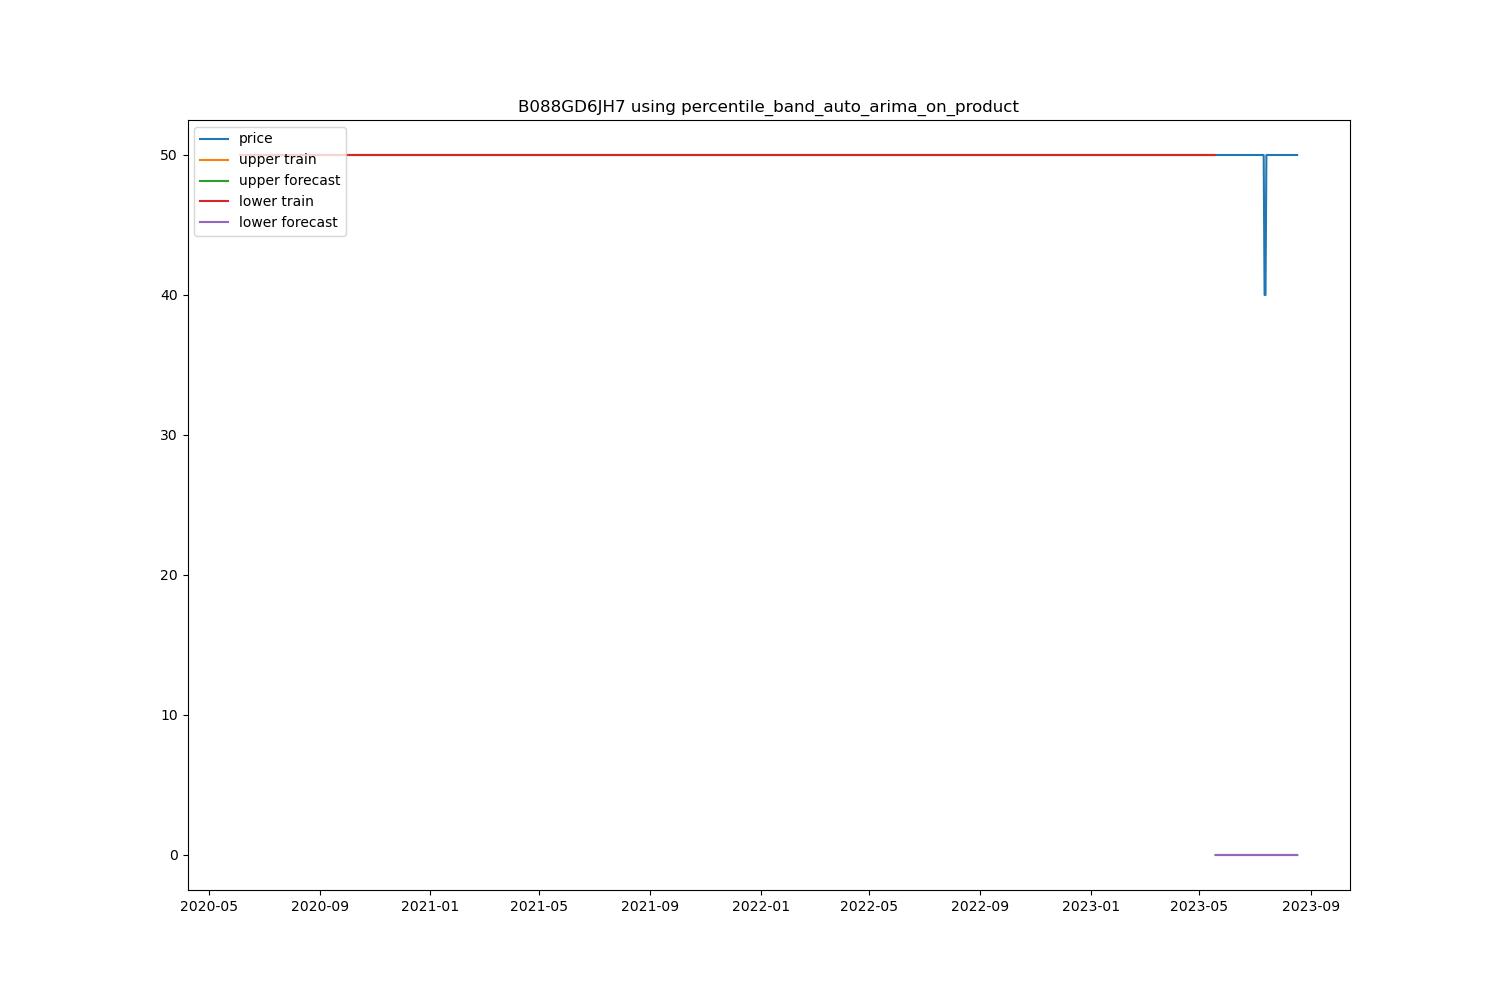 B088GD6JH7 using percentile_band_auto_arima_on_product
price
upper train
upper forecast
lower train
lower forecast
50
40
30
20
10
0
2020-05 2020-09 2021-01 2021-05 2021-09 2022-01 2022-05 2022-09 2023-01 2023-05 2023-09